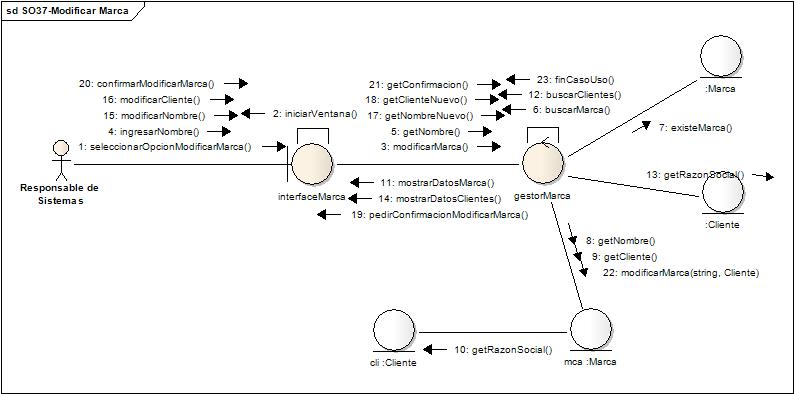 sd SO37-Modificar Marca
20: confirmarModificarMarca()
16: modificarCliente()
15: modificarNombre()
4: ingresarNombre()
1: seleccionarOpcionModificarMarca()
2: iniciarVentana()
21: getConfirmacion()
18: getClienteNuevo()
17: getNombreNuevo()
5: getNombre()
3: modificarMarca()
23: finCasoUso()
12: buscarClientes()
6: buscarMarca()
:Marca
7: existeMarca()
13: getRazonSocial()
:Cliente
Responsable de
Sistemas
interfaceMarca
gestorMarca
11: mostrarDatosMarca()
14: mostrarDatosClientes()
19: pedirConfirmacionModificarMarca()
8: getNombre()
9: getCliente()
22: modificarMarca(string, Cliente)
10: getRazonSocial()
cli :Cliente
mca :Marca